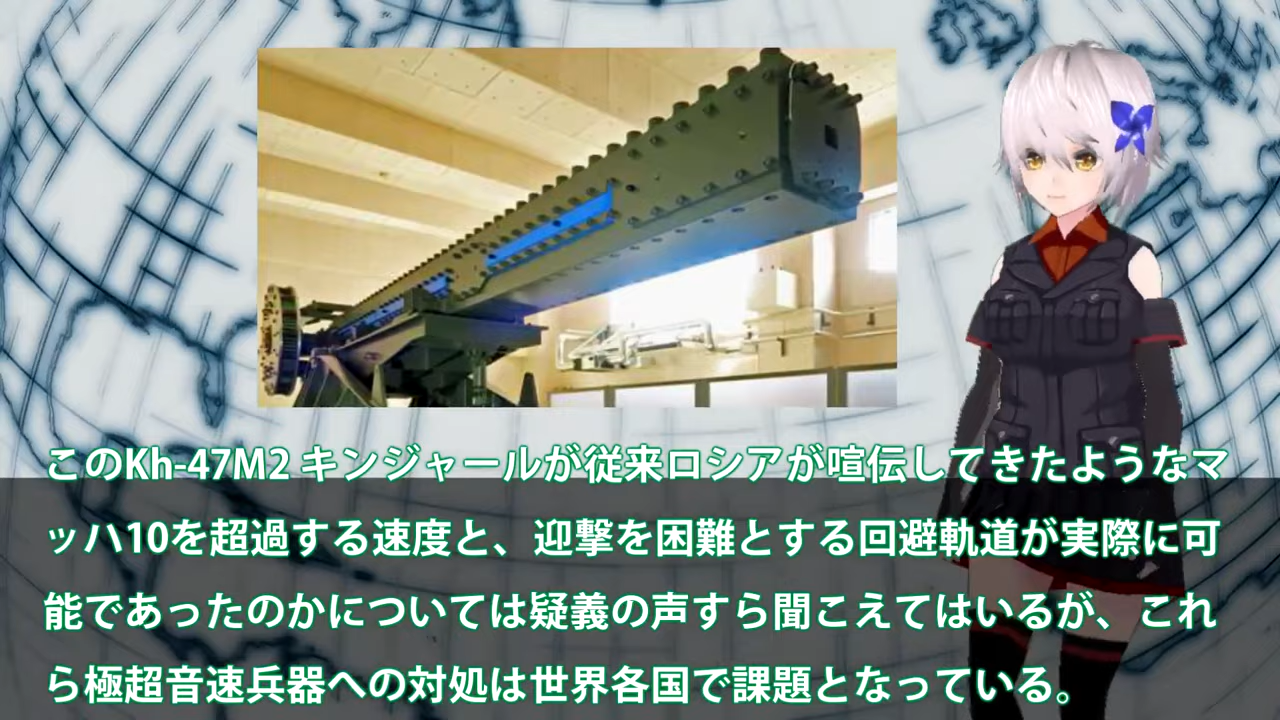 このKh-47M2 キンジャールが従来ロシアが喧伝してきたようなマ
ッハ10を超過する速度と、迎撃を困難とする回避軌道が実際に可
能であったのかについては疑義の声すら聞こえてはいるが、これ
ら極超音速兵器への対処は世界各国で課題となっている。